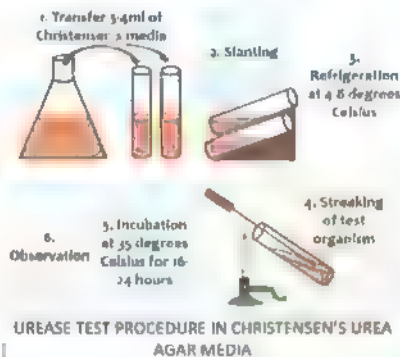 1. Transfer 3-4ml of
Christensen's media
2. Slanting
3.
Refrigeration
at 4-8 degrees
Celsius
4. Streaking
of test
organism
5. Incubation
at 35 degrees
Celsius for 16-
24 hours
6.
Observation
UREASE TEST PROCEDURE IN CHRISTENSEN'S UREA
AGAR MEDIA